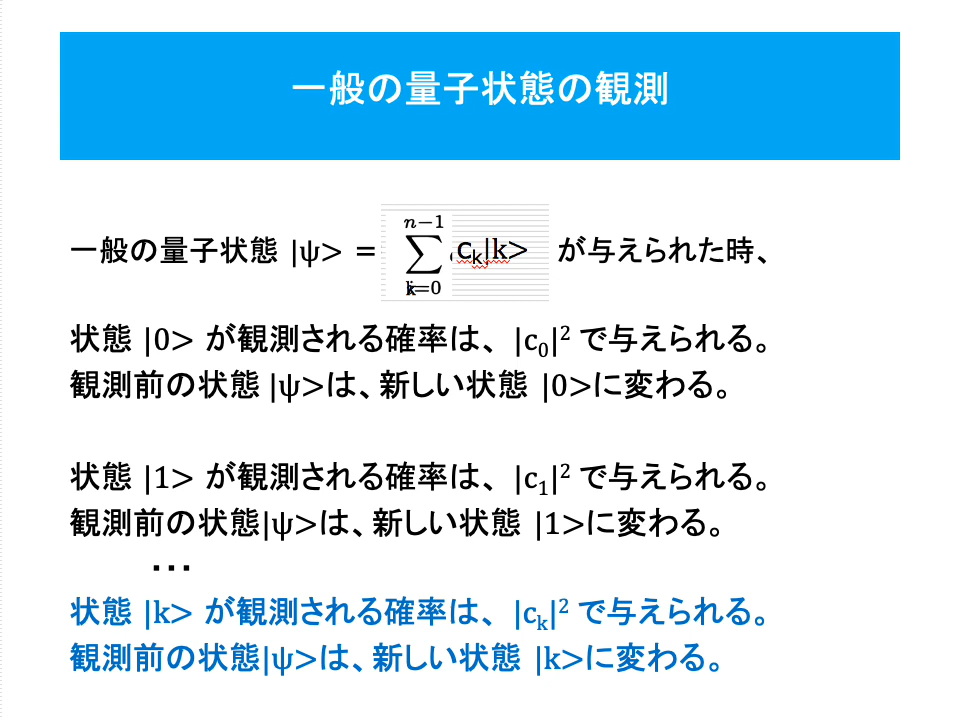 一般の量子状態の観測
一般の量子状態 |ψ> = ∑ₖ₌₀ⁿ⁻¹ cₖ|k> が与えられた時、
状態 |0> が観測される確率は、 |c₀|² で与えられる。
観測前の状態 |ψ>は、新しい状態 |0>に変わる。
状態 |1> が観測される確率は、 |c₁|² で与えられる。
観測前の状態|ψ>は、新しい状態 |1>に変わる。
・・・
状態 |k> が観測される確率は、 |cₖ|² で与えられる。
観測前の状態|ψ>は、新しい状態 |k>に変わる。